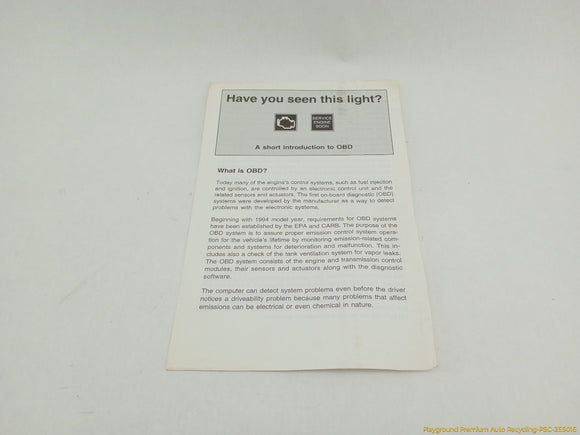 Have you seen this light?
SERVICE
ENGINE
SOON
A short introduction to OBD
What is OBD?
Today many of the engine's control systems, such as fuel injection
and ignition, are controlled by an electronic control unit and the
related sensors and actuators. The first on-board diagnostic (OBD)
systems were developed by the manufacturer as a way to detect
problems with the electronic systems.
Beginning with 1994 model year, requirements for OBD systems
have been established by the EPA and CARB. The purpose of the
OBD system is to assure proper emission control system opera-
tion for the vehicle's lifetime by monitoring emission-related com-
ponents and systems for deterioration and malfunction. This in-
cludes also a check of the tank ventilation system for vapor leaks.
The OBD system consists of the engine and transmission control
modules, their sensors and actuators along with the diagnostic
software.
The computer can detect system problems even before the driver
notices a driveability problem because many problems that affect
emissions can be electrical or even chemical in nature.
Playground Premium Auto Recycling-PSC-255016